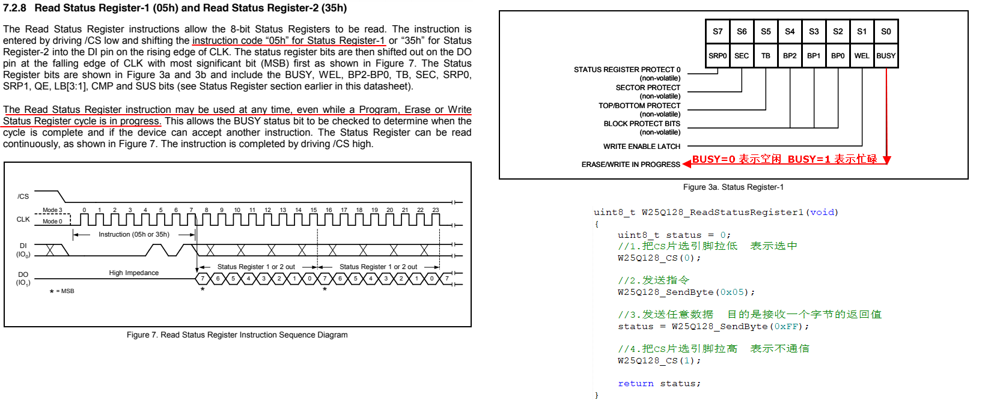 7.2.8 Read Status Register-1 (05h) and Read Status Register-2 (35h)
The Read Status Register instructions allow the 8-bit Status Registers to be read. The instruction is
entered by driving /CS low and shifting the instruction code “05h” for Status Register-1 or “35h” for Status
Register-2 into the DI pin on the rising edge of CLK. The status register bits are then shifted out on the DO
pin at the falling edge of CLK with most significant bit (MSB) first as shown in Figure 7. The Status
Register bits are shown in Figure 3a and 3b and include the BUSY, WEL, BP2-BP0, TB, SEC, SRP0,
SRP1, QE, LB[3:1], CMP and SUS bits (see Status Register section earlier in this datasheet).
The Read Status Register instruction may be used at any time, even while a Program, Erase or Write
Status Register cycle is in progress. This allows the BUSY status bit to be checked to determine when the
cycle is complete and if the device can accept another instruction. The Status Register can be read
continuously, as shown in Figure 7. The instruction is completed by driving /CS high.
/CS
Mode 3 0 1 2 3 4 5 6 7 8 9 10 11 12 13 14 15 16 17 18 19 20 21 22 23
CLK
Mode 0
Instruction (05h or 35h)
DI
(IO0)
Status Register 1 or 2 out Status Register 1 or 2 out
High Impedance
DO
(IO1)
7 6 5 4 3 2 1 0 7 6 5 4 3 2 1 0 7
* *
* = MSB
Figure 7. Read Status Register Instruction Sequence Diagram
S7 S6 S5 S4 S3 S2 S1 S0
SRP0 SEC TB BP2 BP1 BP0 WEL BUSY
STATUS REGISTER PROTECT 0
(non-volatile)
SECTOR PROTECT
(non-volatile)
TOP/BOTTOM PROTECT
(non-volatile)
BLOCK PROTECT BITS
(non-volatile)
WRITE ENABLE LATCH
ERASE/WRITE IN PROGRESS
BUSY=0 表示空闲 BUSY=1 表示忙碌
Figure 3a. Status Register-1
uint8_t W25Q128_ReadStatusRegister1(void)
{
uint8_t status = 0;
//1.把CS片选引脚拉低 表示选中
W25Q128_CS(0);
//2.发送指令
W25Q128_SendByte(0x05);
//3.发送任意数据 目的是接收一个字节的返回值
status = W25Q128_SendByte(0xFF);
//4.把CS片选引脚拉高 表示不通信
W25Q128_CS(1);
return status;
}